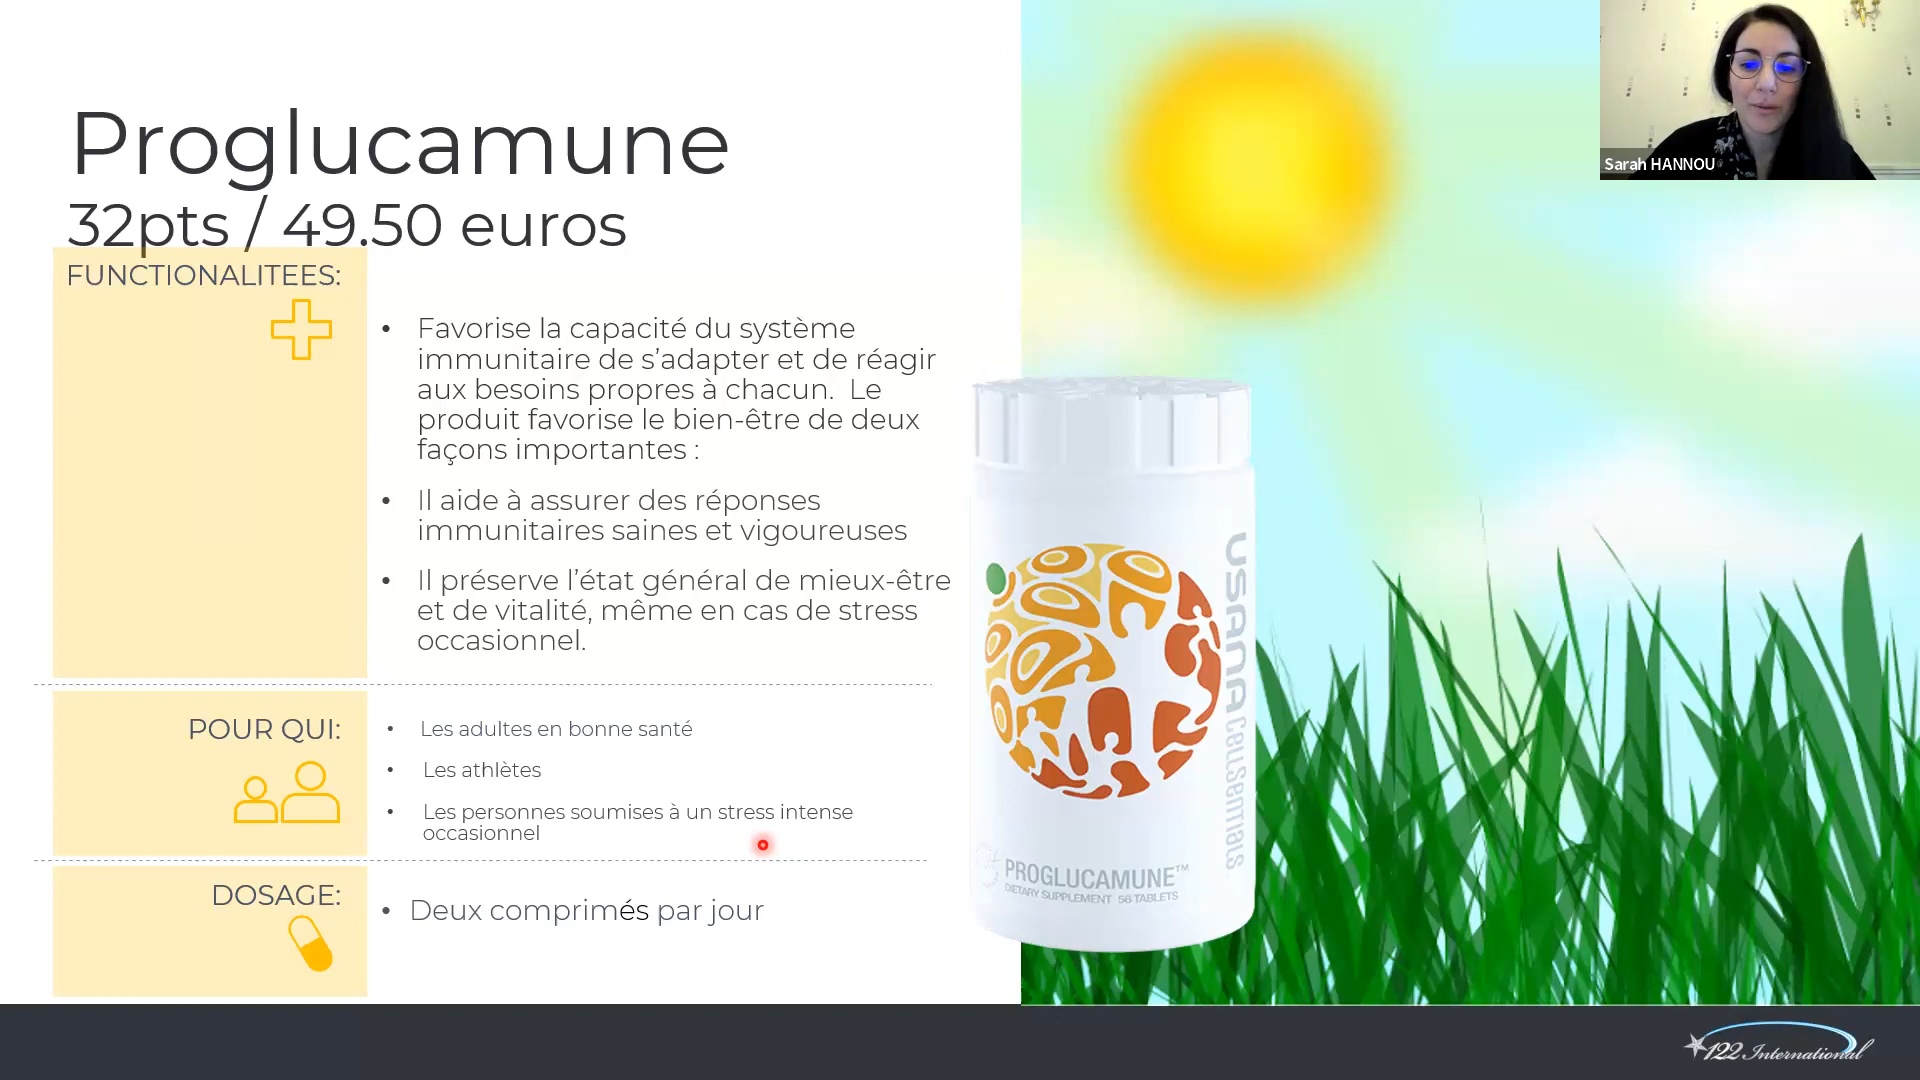 Proglucamune
32pts / 49.50 euros
FUNCTIONALITEES:
• Favorise la capacité du système
immunitaire de s’adapter et de réagir
aux besoins propres à chacun. Le
produit favorise le bien-être de deux
façons importantes :
• Il aide à assurer des réponses
immunitaires saines et vigoureuses
• Il préserve l’état général de mieux-être
et de vitalité, même en cas de stress
occasionnel.
POUR QUI:
• Les adultes en bonne santé
• Les athlètes
• Les personnes soumises à un stress intense
occasionnel
DOSAGE:
• Deux comprimés par jour
USANA CELLSENTIALS
PROGLUCAMUNE™
DIETARY SUPPLEMENT 56 TABLETS
Sarah HANNOU
122 International